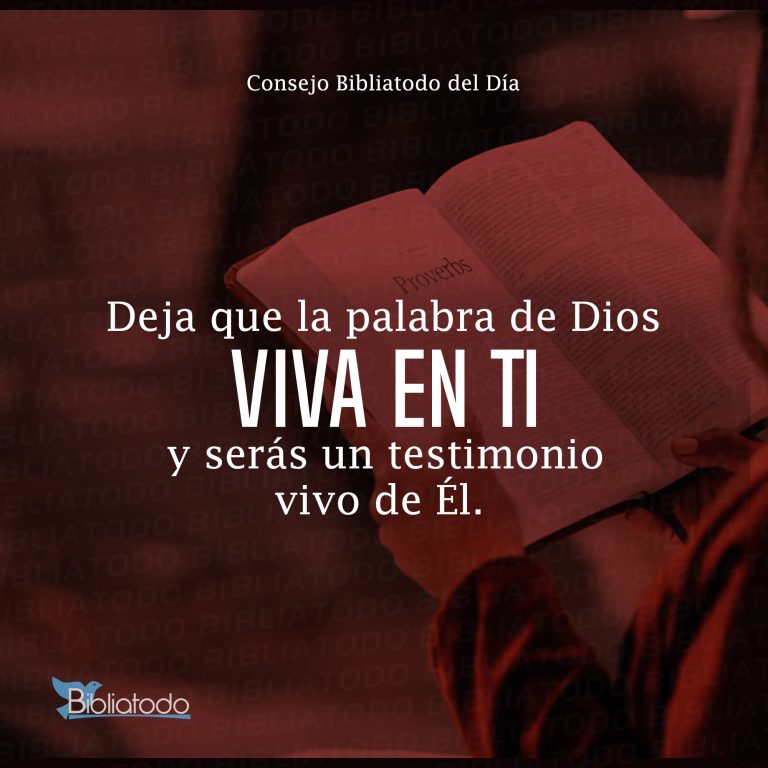 Consejo Bibliatodo del Día
Proverbs
Deja que la palabra de Dios
VIVA EN TI
y serás un testimonio
vivo de Él.
Bibliatodo